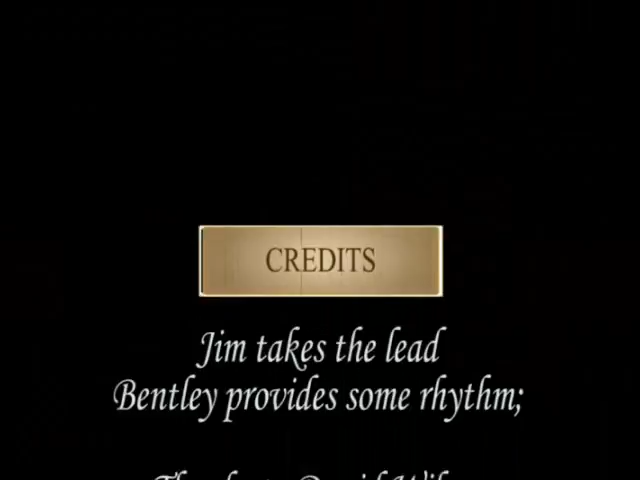 CREDITS
Jim takes the lead
Bentley provides some rhythm;